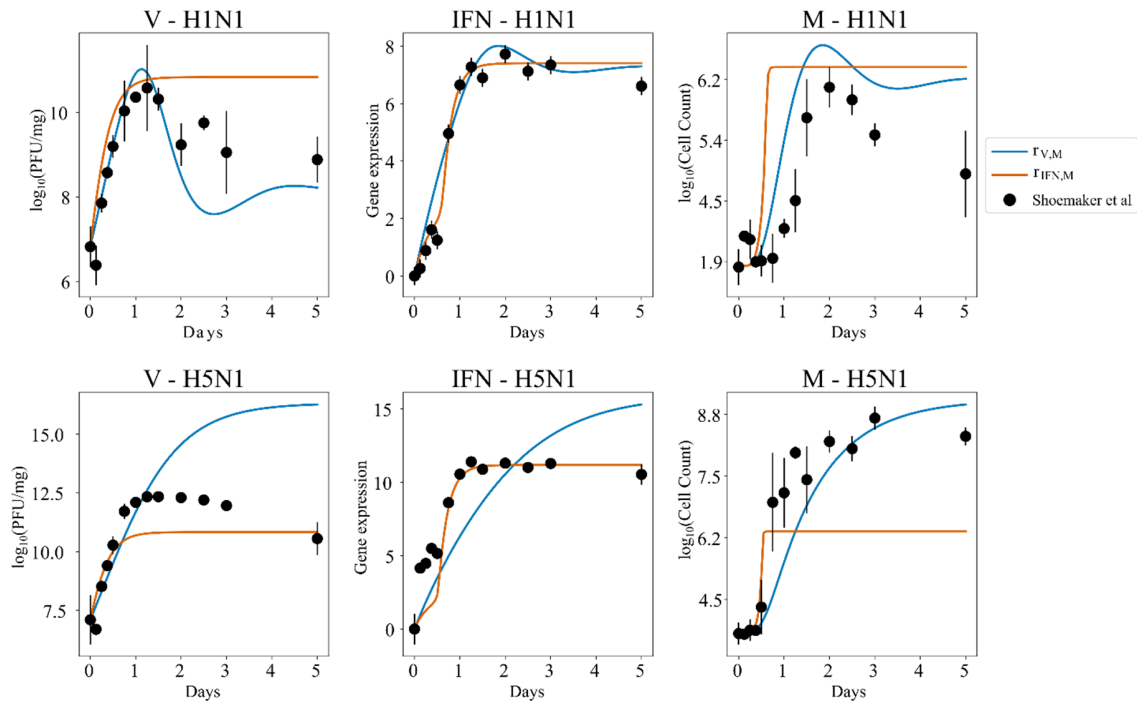 V - H1N1
IFN - H1N1
M - H1N1
log₁₀(PFU/mg)
10
8
6
0 1 2 3 4 5
Days
Gene expression
8
6
4
2
0
0 1 2 3 4 5
Days
log₁₀(Cell Count)
6.2
5.4
4.5
1.9
0 1 2 3 4 5
Days
r_V,M
r_IFN,M
Shoemaker et al
V - H5N1
IFN - H5N1
M - H5N1
log₁₀(PFU/mg)
15.0
12.5
10.0
7.5
0 1 2 3 4 5
Days
Gene expression
15
10
5
0
0 1 2 3 4 5
Days
log₁₀(Cell Count)
8.8
7.5
6.2
4.5
0 1 2 3 4 5
Days